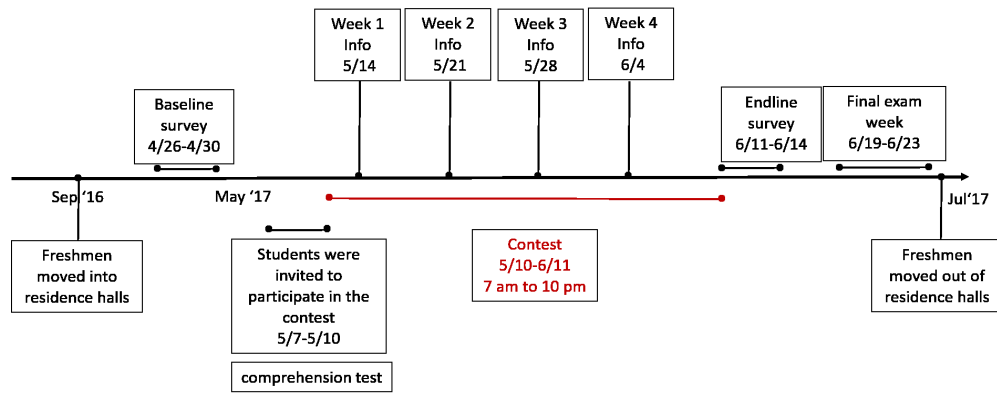 Week 1
Info
5/14
Week 2
Info
5/21
Week 3
Info
5/28
Week 4
Info
6/4
Baseline
survey
4/26-4/30
Endline
survey
6/11-6/14
Final exam
week
6/19-6/23
Sep ‘16
May ‘17
Jul‘17
Freshmen
moved into
residence halls
Students were
invited to
participate in the
contest
5/7-5/10
comprehension test
Contest
5/10-6/11
7 am to 10 pm
Freshmen
moved out of
residence halls